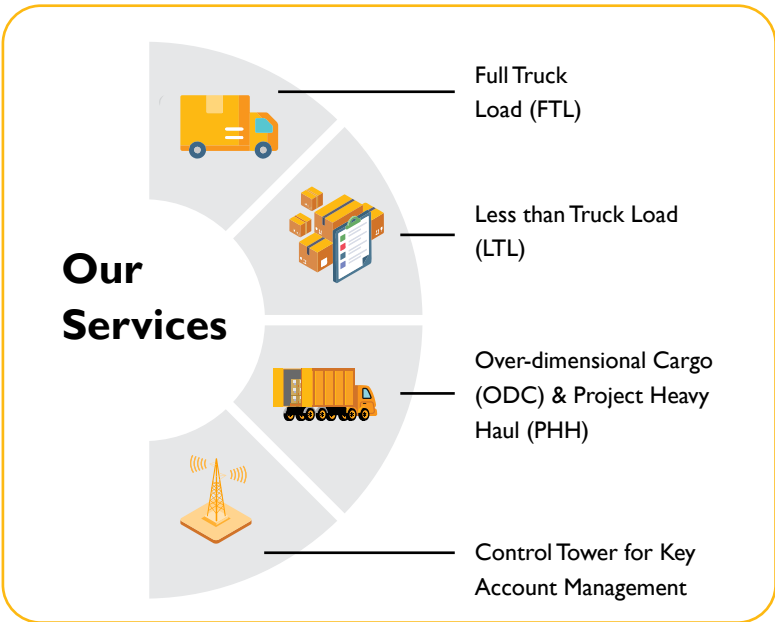 Our
Services
Full Truck
Load (FTL)
Less than Truck Load
(LTL)
Over-dimensional Cargo
(ODC) & Project Heavy
Haul (PHH)
Control Tower for Key
Account Management